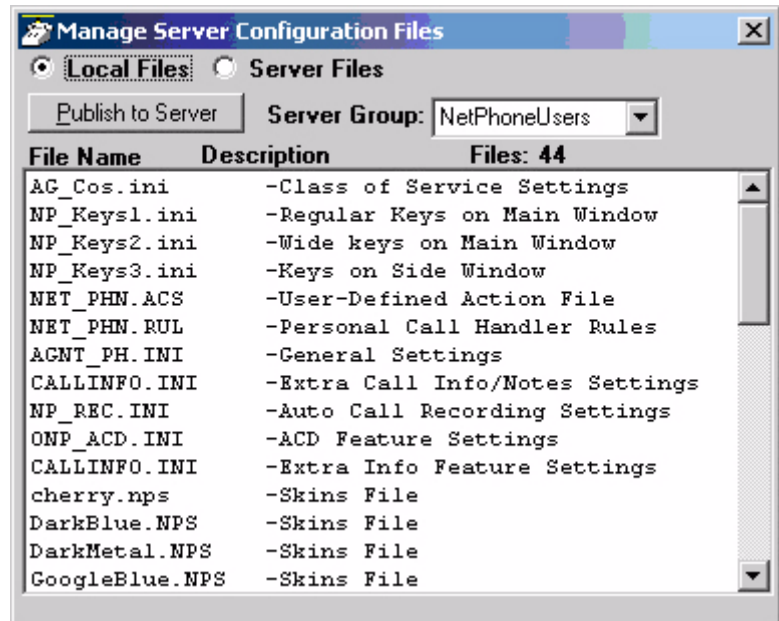 Manage Server Configuration Files
Local Files Server Files
Publish to Server Server Group: NetPhoneUsers
File Name Description Files: 44
AG_Cos.ini -Class of Service Settings
NP_Keys1.ini -Regular Keys on Main Window
NP_Keys2.ini -Wide keys on Main Window
NP_Keys3.ini -Keys on Side Window
NET_PHN.ACS -User-Defined Action File
NET_PHN.RUL -Personal Call Handler Rules
AGNT_PH.INI -General Settings
CALLINFO.INI -Extra Call Info/Notes Settings
NP_REC.INI -Auto Call Recording Settings
ONP_ACD.INI -ACD Feature Settings
CALLINFO.INI -Extra Info Feature Settings
cherry.nps -Skins File
DarkBlue.NPS -Skins File
DarkMetal.NPS -Skins File
GoogleBlue.NPS -Skins File